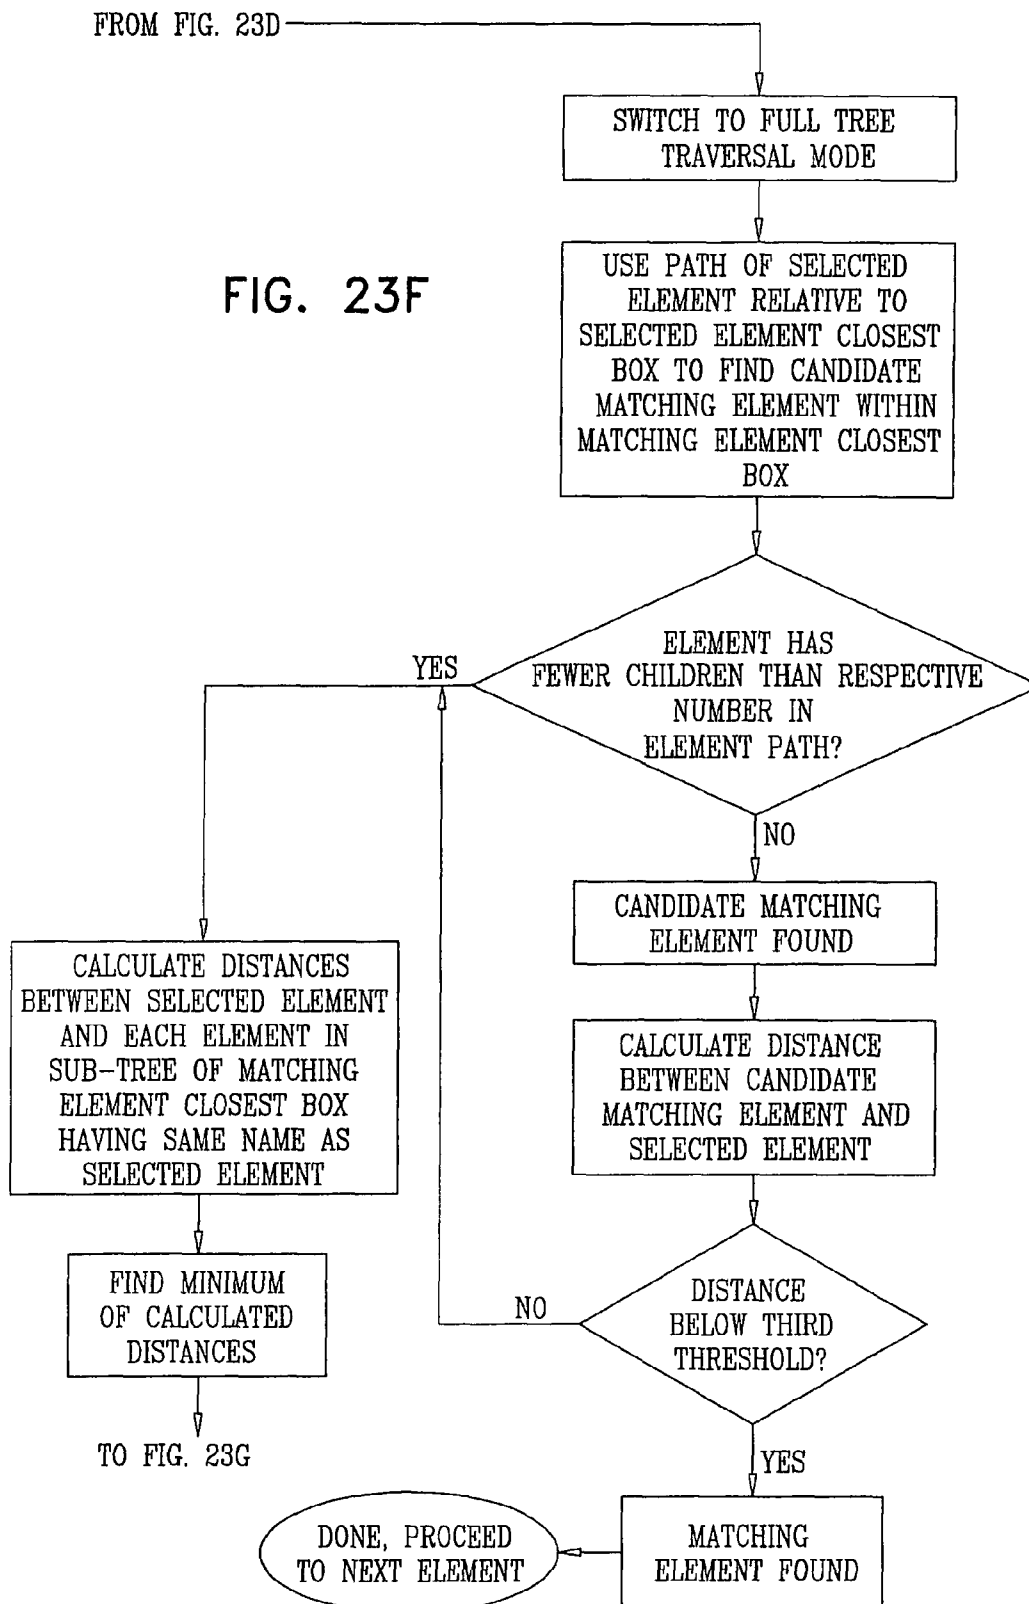 FROM FIG. 23D
SWITCH TO FULL TREE
TRAVERSAL MODE
FIG. 23F
USE PATH OF SELECTED
ELEMENT RELATIVE TO
SELECTED ELEMENT CLOSEST
BOX TO FIND CANDIDATE
MATCHING ELEMENT WITHIN
MATCHING ELEMENT CLOSEST
BOX
ELEMENT HAS
FEWER CHILDREN THAN RESPECTIVE
NUMBER IN
ELEMENT PATH?
YES
NO
CANDIDATE MATCHING
ELEMENT FOUND
CALCULATE DISTANCES
BETWEEN SELECTED ELEMENT
AND EACH ELEMENT IN
SUB-TREE OF MATCHING
ELEMENT CLOSEST BOX
HAVING SAME NAME AS
SELECTED ELEMENT
CALCULATE DISTANCE
BETWEEN CANDIDATE
MATCHING ELEMENT AND
SELECTED ELEMENT
FIND MINIMUM
OF CALCULATED
DISTANCES
NO
DISTANCE
BELOW THIRD
THRESHOLD?
TO FIG. 23G
YES
DONE, PROCEED
TO NEXT ELEMENT
MATCHING
ELEMENT FOUND